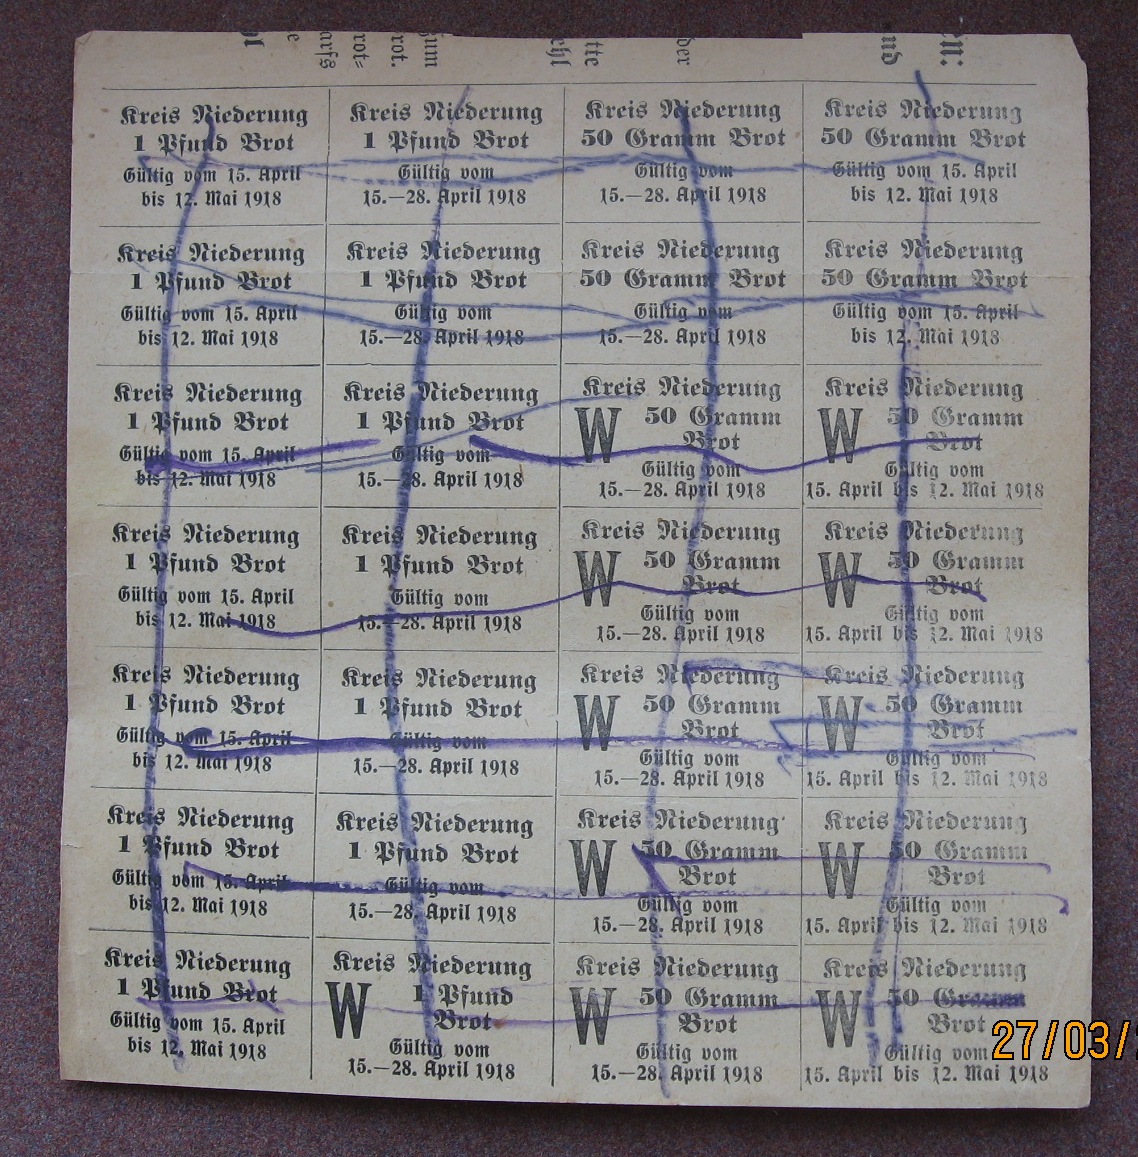 Kreis Niederung
1 Pfund Brot
Gültig vom 15. April
bis 12. Mai 1918
Kreis Niederung
1 Pfund Brot
Gültig vom
15.—28. April 1918
Kreis Niederung
50 Gramm Brot
Gültig vom
15.—28. April 1918
Kreis Niederung
50 Gramm Brot
Gültig vom 15. April
bis 12. Mai 1918
Kreis Niederung
1 Pfund Brot
Gültig vom 15. April
bis 12. Mai 1918
Kreis Niederung
1 Pfund Brot
Gültig vom
15.—28. April 1918
Kreis Niederung
50 Gramm Brot
Gültig vom
15.—28. April 1918
Kreis Niederung
50 Gramm Brot
Gültig vom 15. April
bis 12. Mai 1918
Kreis Niederung
1 Pfund Brot
Gültig vom 15. April
bis 12. Mai 1918
Kreis Niederung
1 Pfund Brot
Gültig vom
15.—28. April 1918
Kreis Niederung
W 50 Gramm
Brot
Gültig vom
15.—28. April 1918
Kreis Niederung
W 50 Gramm
Brot
Gültig vom
15. April bis 12. Mai 1918
Kreis Niederung
1 Pfund Brot
Gültig vom 15. April
bis 12. Mai 1918
Kreis Niederung
1 Pfund Brot
Gültig vom
15.—28. April 1918
Kreis Niederung
W 50 Gramm
Brot
Gültig vom
15.—28. April 1918
Kreis Niederung
W 50 Gramm
Brot
Gültig vom
15. April bis 12. Mai 1918
Kreis Niederung
1 Pfund Brot
Gültig vom 15. April
bis 12. Mai 1918
Kreis Niederung
1 Pfund Brot
Gültig vom
15.—28. April 1918
Kreis Niederung
W 50 Gramm
Brot
Gültig vom
15.—28. April 1918
Kreis Niederung
W 50 Gramm
Brot
Gültig vom
15. April bis 12. Mai 1918
Kreis Niederung
1 Pfund Brot
Gültig vom 15. April
bis 12. Mai 1918
Kreis Niederung
1 Pfund Brot
Gültig vom
15.—28. April 1918
Kreis Niederung
W 50 Gramm
Brot
Gültig vom
15.—28. April 1918
Kreis Niederung
W 50 Gramm
Brot
Gültig vom
15. April bis 12. Mai 1918
Kreis Niederung
1 Pfund Brot
Gültig vom 15. April
bis 12. Mai 1918
Kreis Niederung
W 1 Pfund
Brot
Gültig vom
15.—28. April 1918
Kreis Niederung
W 50 Gramm
Brot
Gültig vom
15.—28. April 1918
Kreis Niederung
W 50 Gramm
Brot
Gültig vom
15. April bis 12. Mai 1918
27/03/